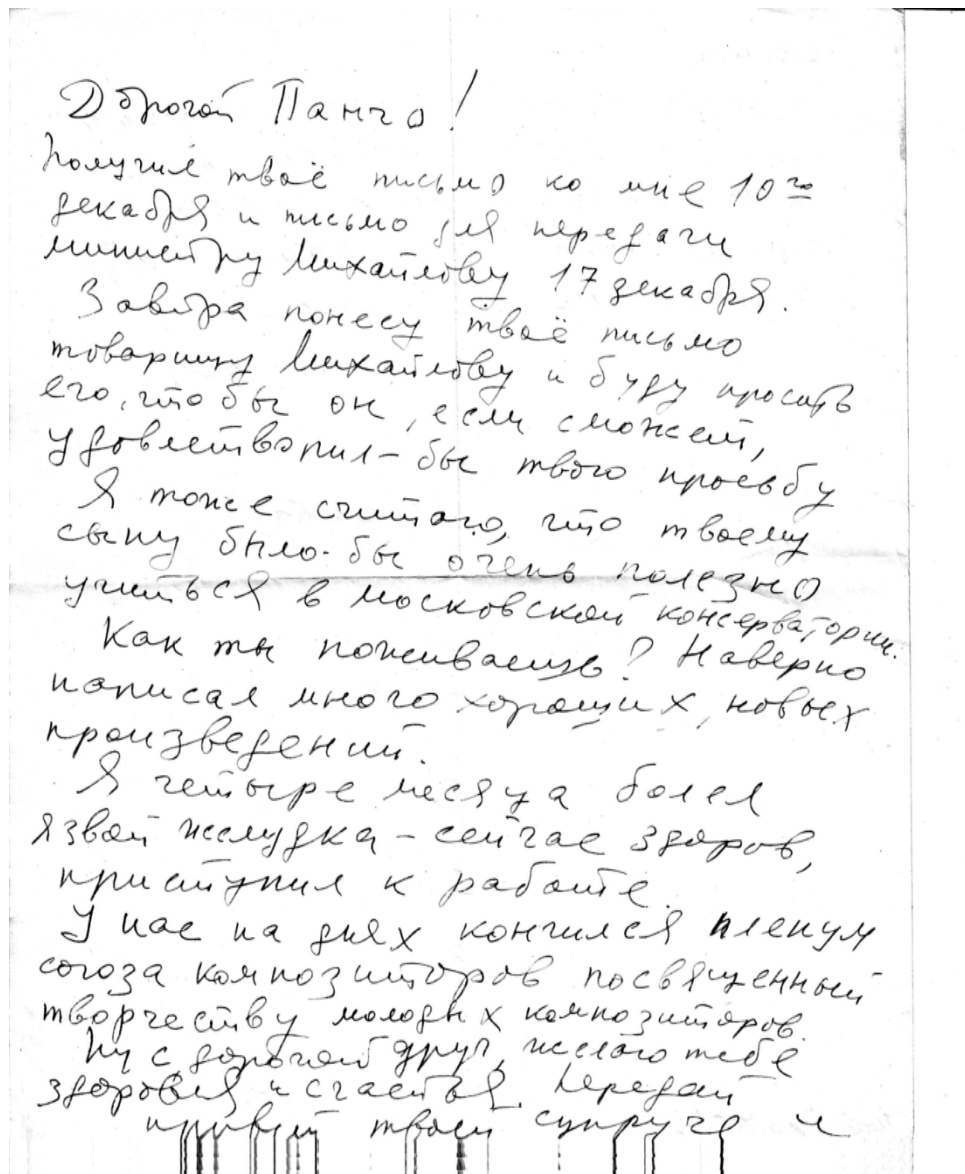 Дорогой Панчо!
Получил твоё письмо ко мне 10го
декабря и письмо для передачи
министру Михайлову 17 декабря.
Завтра понесу твоё письмо
товарищу Михайлову и буду просить
его, что бы он, если сможет,
удовлетворил-бы твою просьбу
Я тоже считаю, что твоему
сыну было-бы очень полезно
учиться в московской консерватории.
Как ты поживаешь? Наверно
написал много хороших, новых
произведений.
Я четыре месяца болел
язвой желудка - сейчас здоров,
приступил к работе.
У нас на днях кончился пленум
союза композиторов посвященный
творчеству молодых композиторов.
Ну с, дорогой друг, желаю тебе
здоровья и счастья. Передай
привет твоей супруге и